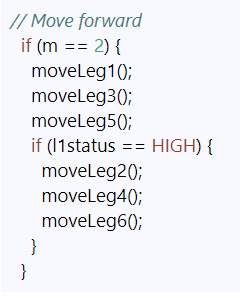 // Move forward
if (m == 2) {
moveLeg1();
moveLeg3();
moveLeg5();
if (l1status == HIGH) {
moveLeg2();
moveLeg4();
moveLeg6();
}
}